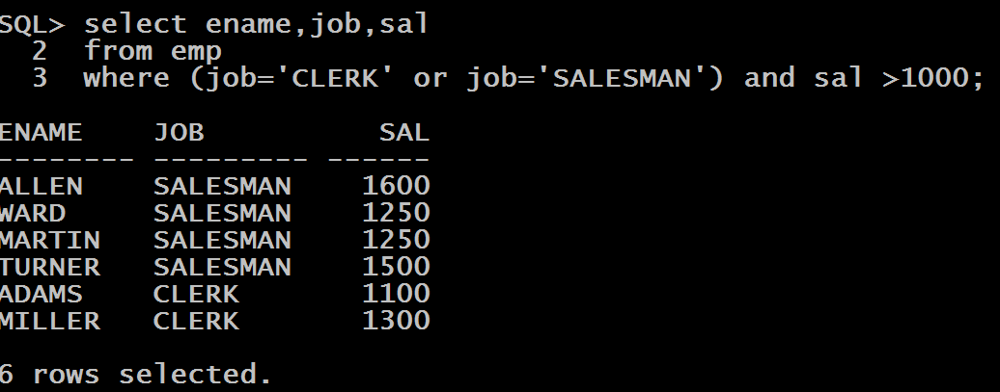 SQL> select ename,job,sal
  2  from emp
  3  where (job='CLERK' or job='SALESMAN') and sal >1000;
ENAME    JOB          SAL
-------- --------- ------
ALLEN    SALESMAN    1600
WARD     SALESMAN    1250
MARTIN   SALESMAN    1250
TURNER   SALESMAN    1500
ADAMS    CLERK       1100
MILLER   CLERK       1300
6 rows selected.